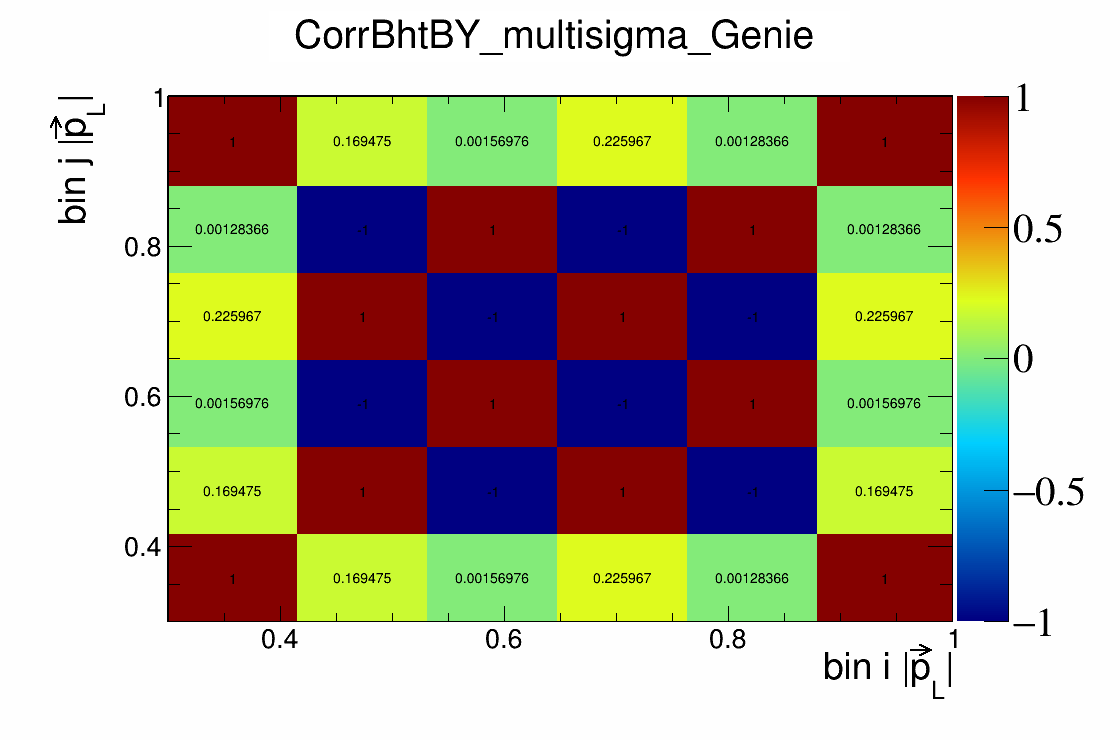 CorrBhtBY_multisigma_Genie
bin j |p⃗_L|
1
0.8
0.6
0.4
1 0.169475 0.00156976 0.225967 0.00128366 1
0.00128366 -1 1 -1 1 0.00128366
0.225967 1 -1 1 -1 0.225967
0.00156976 -1 1 -1 1 0.00156976
0.169475 1 -1 1 -1 0.169475
1 0.169475 0.00156976 0.225967 0.00128366 1
0.4 0.6 0.8 1
bin i |p⃗_L|
1
0.5
0
−0.5
−1